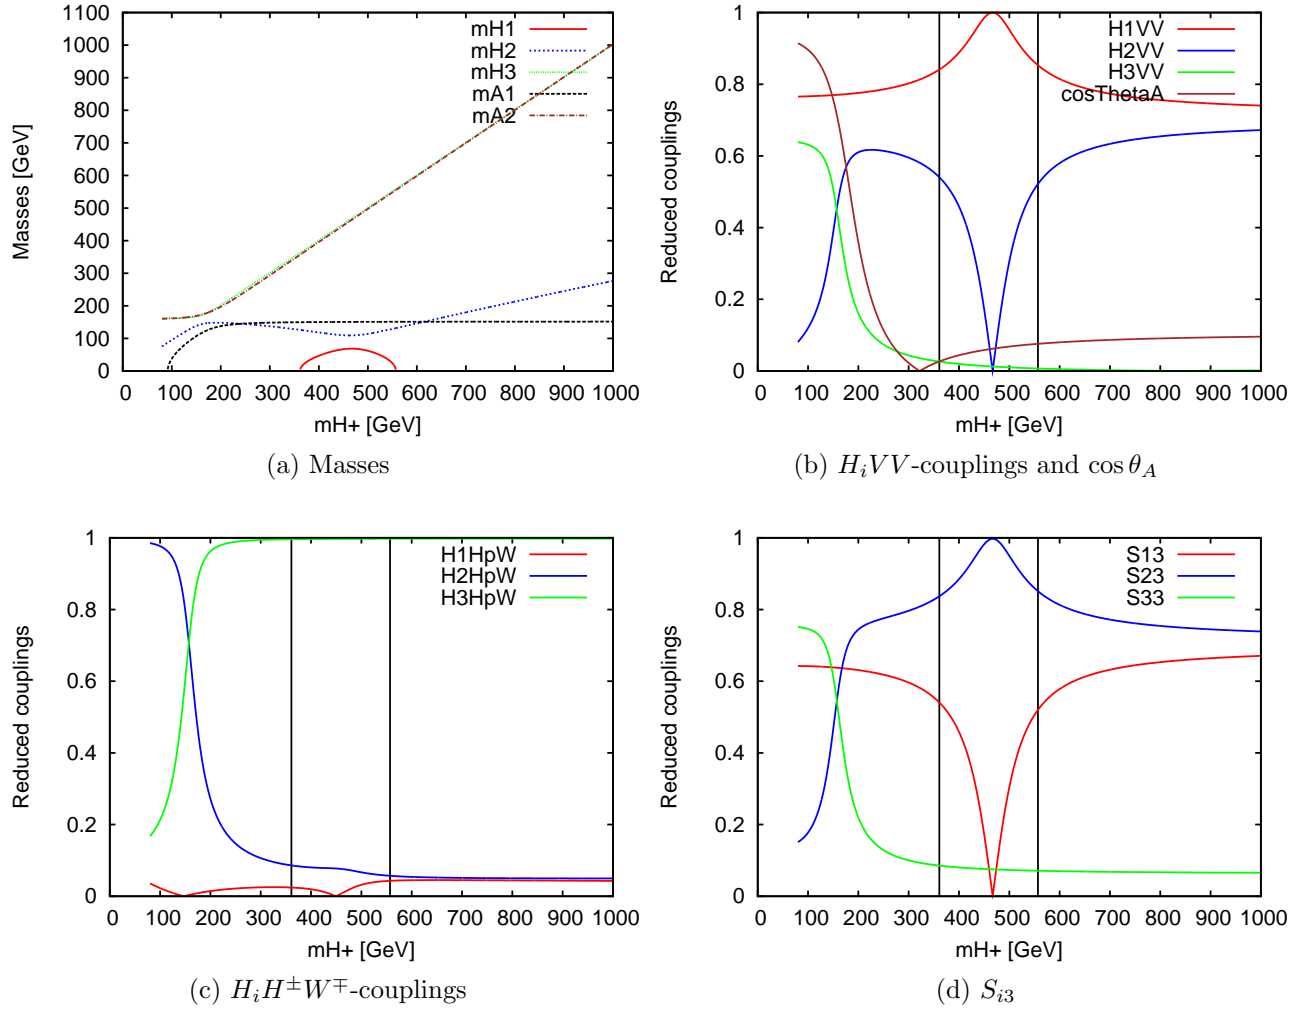 1100
1000
900
800
700
600
500
400
300
200
100
0
Masses [GeV]
mH1
mH2
mH3
mA1
mA2
0 100 200 300 400 500 600 700 800 900 1000
mH+ [GeV]
(a) Masses
1
0.8
0.6
0.4
0.2
0
Reduced couplings
H1VV
H2VV
H3VV
cosThetaA
0 100 200 300 400 500 600 700 800 900 1000
mH+ [GeV]
(b) HᵢVV-couplings and cos θ_A
1
0.8
0.6
0.4
0.2
0
Reduced couplings
H1HpW
H2HpW
H3HpW
0 100 200 300 400 500 600 700 800 900 1000
mH+ [GeV]
(c) HᵢH±W∓-couplings
1
0.8
0.6
0.4
0.2
0
Reduced couplings
S13
S23
S33
0 100 200 300 400 500 600 700 800 900 1000
mH+ [GeV]
(d) Sᵢ₃